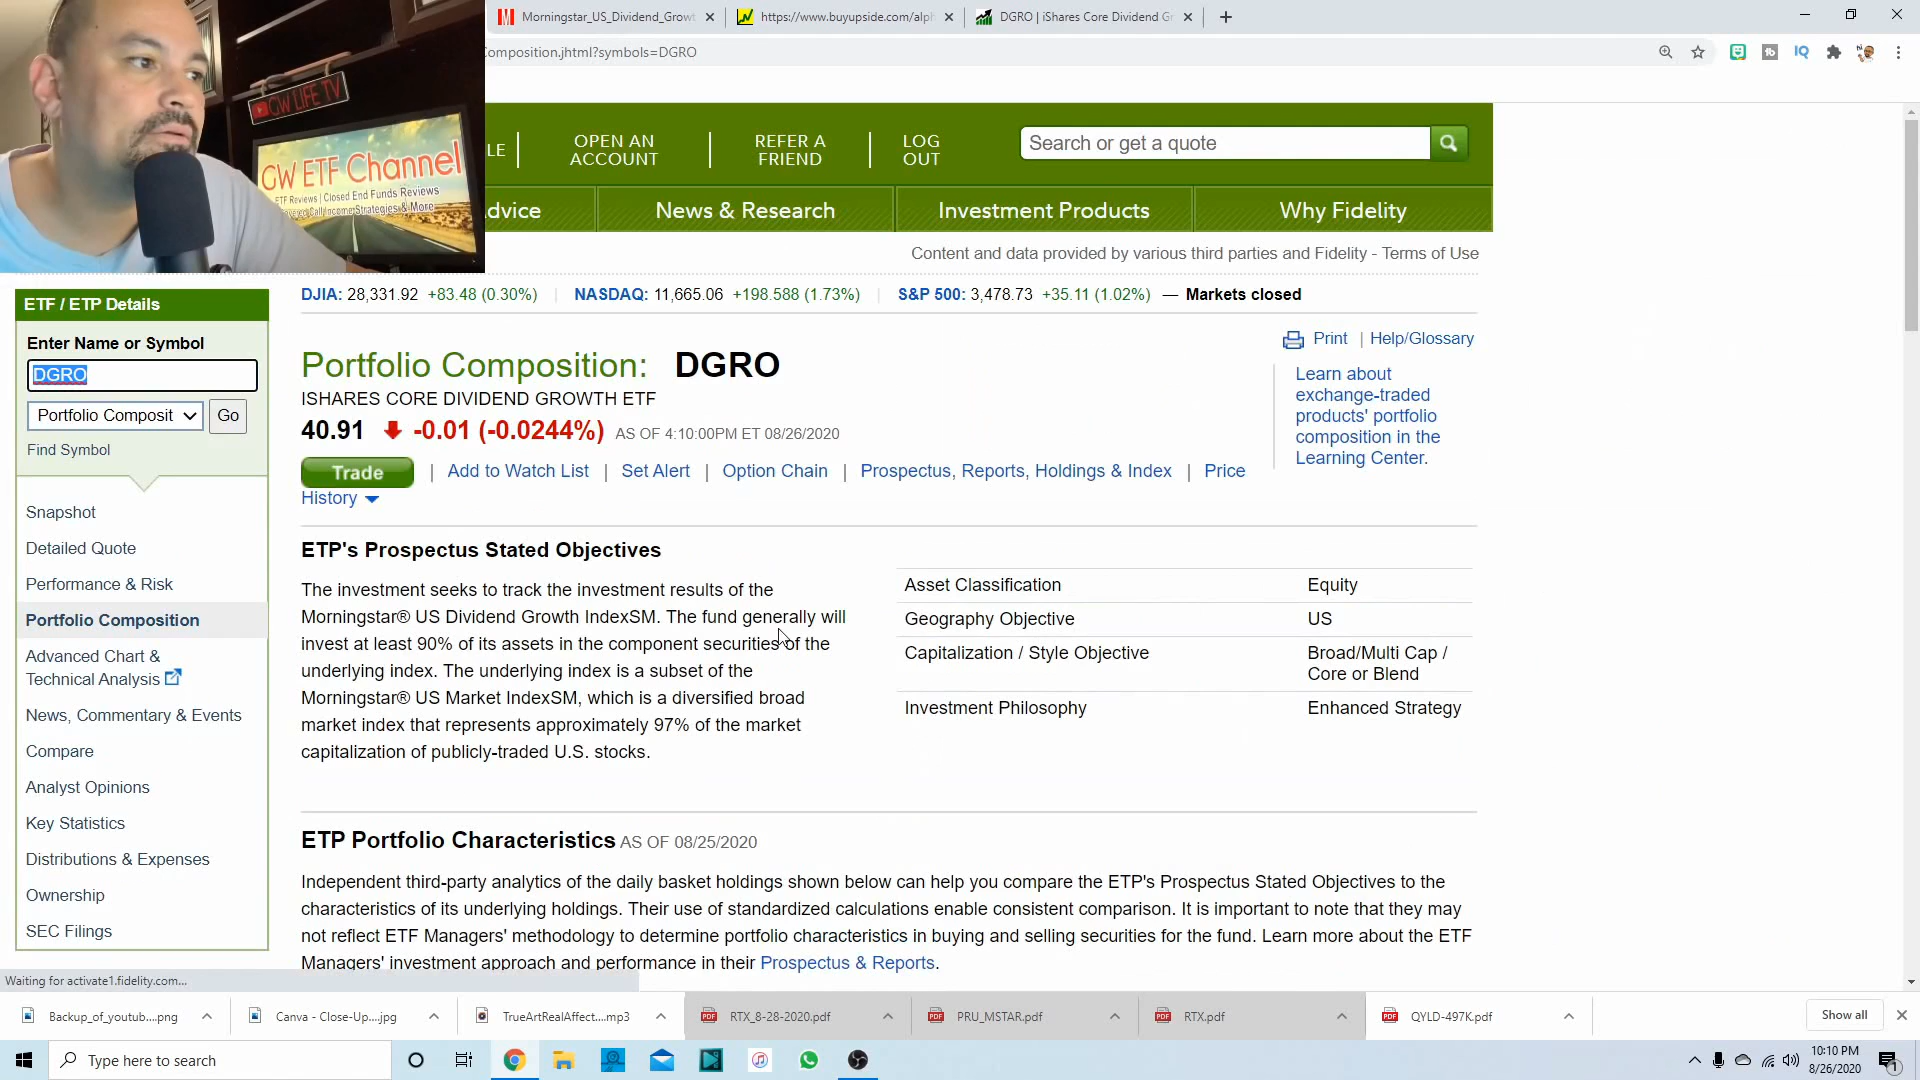 Morningstar_US_Dividend_Growt
https://www.buyupside.com/alph
DGRO | iShares Core Dividend Gr
Composition.jhtml?symbols=DGRO
GW LIFE TV
GW ETF Channel
ETF Reviews | Closed End Funds Reviews
Call Income Strategies & More
LE
OPEN AN ACCOUNT
REFER A FRIEND
LOG OUT
Search or get a quote
dvice
News & Research
Investment Products
Why Fidelity
Content and data provided by various third parties and Fidelity - Terms of Use
DJIA: 28,331.92 +83.48 (0.30%) NASDAQ: 11,665.06 +198.588 (1.73%) S&P 500: 3,478.73 +35.11 (1.02%) — Markets closed
ETF / ETP Details
Enter Name or Symbol
DGRO
Portfolio Composit
Go
Find Symbol
Snapshot
Detailed Quote
Performance & Risk
Portfolio Composition
Advanced Chart &
Technical Analysis
News, Commentary & Events
Compare
Analyst Opinions
Key Statistics
Distributions & Expenses
Ownership
SEC Filings
Print | Help/Glossary
Portfolio Composition: DGRO
ISHARES CORE DIVIDEND GROWTH ETF
40.91 -0.01 (-0.0244%) AS OF 4:10:00PM ET 08/26/2020
Learn about
exchange-traded
products' portfolio
composition in the
Learning Center.
Trade | Add to Watch List | Set Alert | Option Chain | Prospectus, Reports, Holdings & Index | Price
History
ETP's Prospectus Stated Objectives
The investment seeks to track the investment results of the
Morningstar® US Dividend Growth IndexSM. The fund generally will
invest at least 90% of its assets in the component securities of the
underlying index. The underlying index is a subset of the
Morningstar® US Market IndexSM, which is a diversified broad
market index that represents approximately 97% of the market
capitalization of publicly-traded U.S. stocks.
Asset Classification Equity
Geography Objective US
Capitalization / Style Objective Broad/Multi Cap /
Core or Blend
Investment Philosophy Enhanced Strategy
ETP Portfolio Characteristics AS OF 08/25/2020
Independent third-party analytics of the daily basket holdings shown below can help you compare the ETP's Prospectus Stated Objectives to the
characteristics of its underlying holdings. Their use of standardized calculations enable consistent comparison. It is important to note that they may
not reflect ETF Managers' methodology to determine portfolio characteristics in buying and selling securities for the fund. Learn more about the ETF
Managers' investment approach and performance in their Prospectus & Reports.
Waiting for activate1.fidelity.com...
Backup_of_youtub....png
Canva - Close-Up....jpg
TrueArtRealAffect....mp3
RTX_8-28-2020.pdf
PRU_MSTAR.pdf
RTX.pdf
QYLD-497K.pdf
Show all
Type here to search
10:10 PM
8/26/2020
1